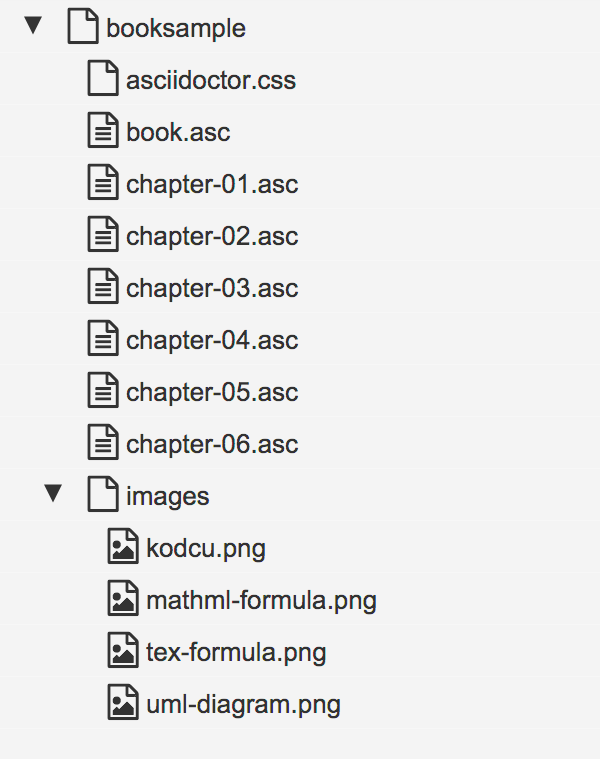 booksample
asciidoctor.css
book.asc
chapter-01.asc
chapter-02.asc
chapter-03.asc
chapter-04.asc
chapter-05.asc
chapter-06.asc
images
kodcu.png
mathml-formula.png
tex-formula.png
uml-diagram.png